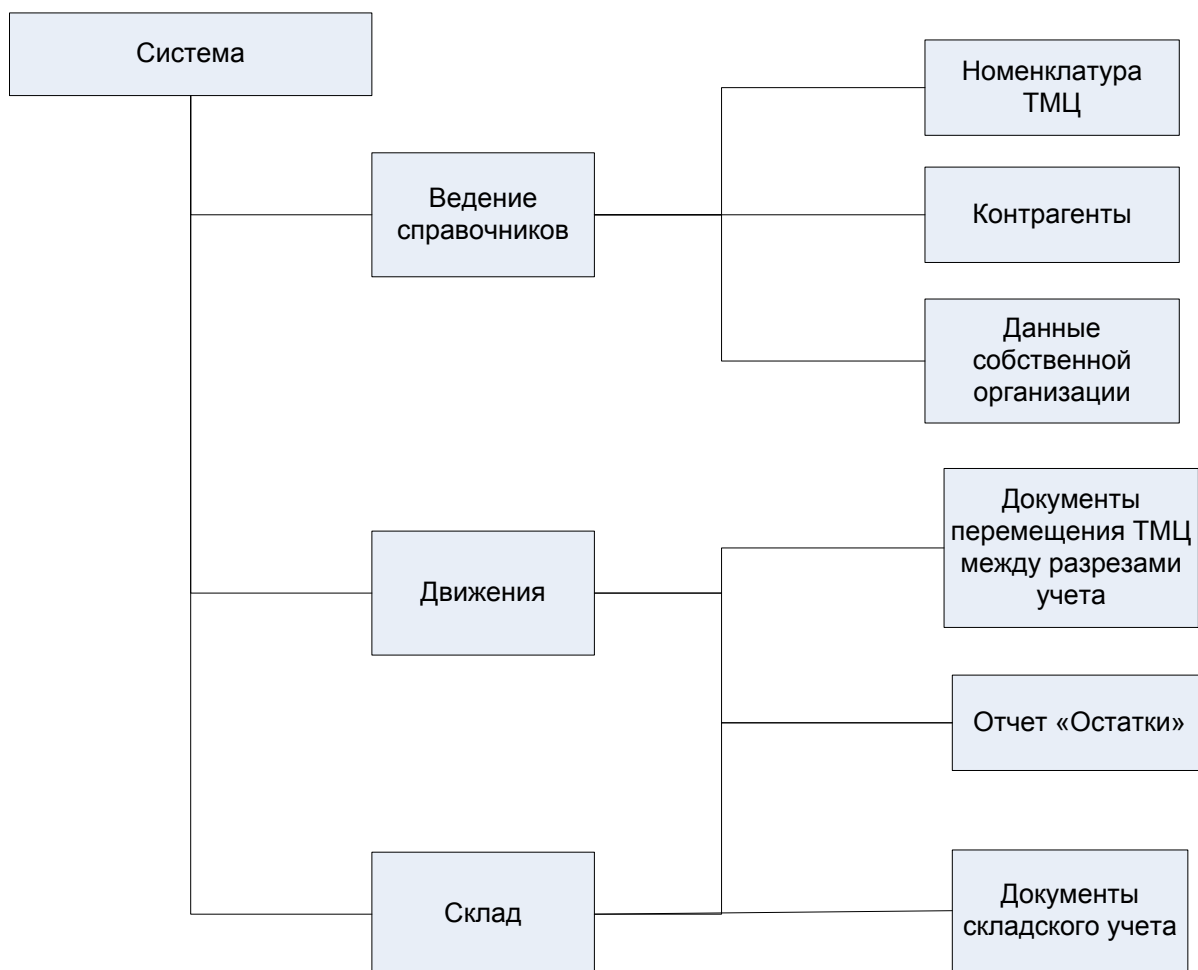 Система
Номенклатура
ТМЦ
Ведение
справочников
Контрагенты
Данные
собственной
организации
Документы
перемещения ТМЦ
между разрезами
учета
Движения
Отчет «Остатки»
Склад
Документы
складского учета